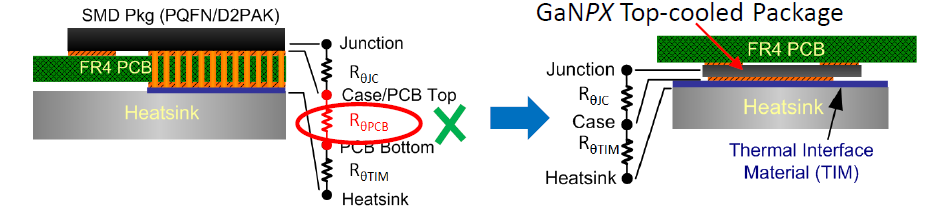 SMD Pkg (PQFN/D2PAK)
FR4 PCB
Heatsink
Junction
RθJC
Case/PCB Top
RθPCB
PCB Bottom
RθTIM
Heatsink
X
GaNPX Top-cooled Package
FR4 PCB
Junction
RθJC
Case
RθTIM
Heatsink
Heatsink
Thermal Interface
Material (TIM)